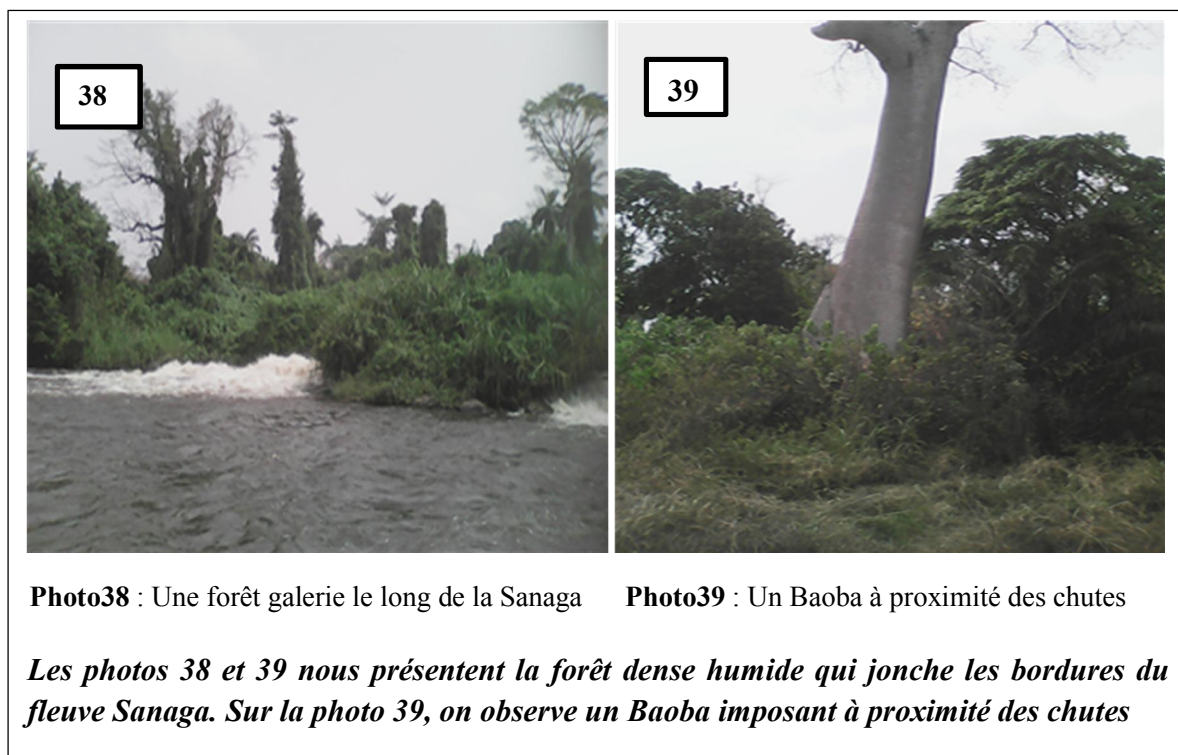 38
39
Photo38 : Une forêt galerie le long de la Sanaga
Photo39 : Un Baoba à proximité des chutes
Les photos 38 et 39 nous présentent la forêt dense humide qui jonche les bordures du
fleuve Sanaga. Sur la photo 39, on observe un Baoba imposant à proximité des chutes